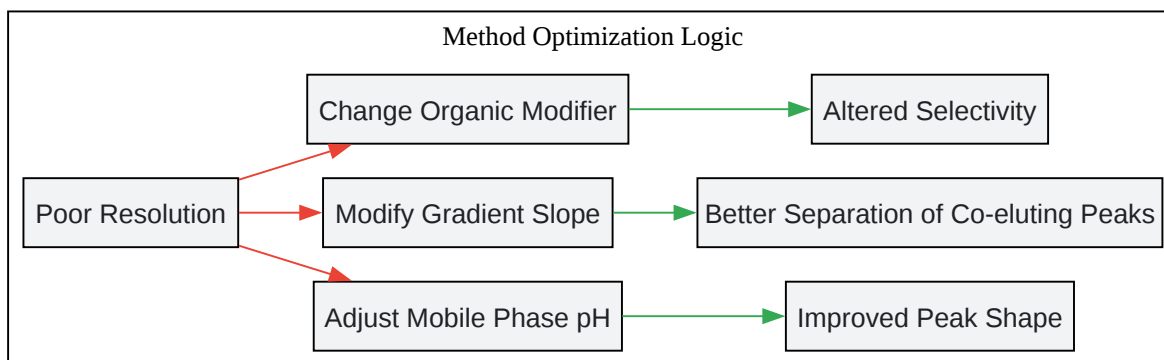 Method Optimization Logic
Change Organic Modifier
Altered Selectivity
Poor Resolution
Modify Gradient Slope
Better Separation of Co-eluting Peaks
Adjust Mobile Phase pH
Improved Peak Shape